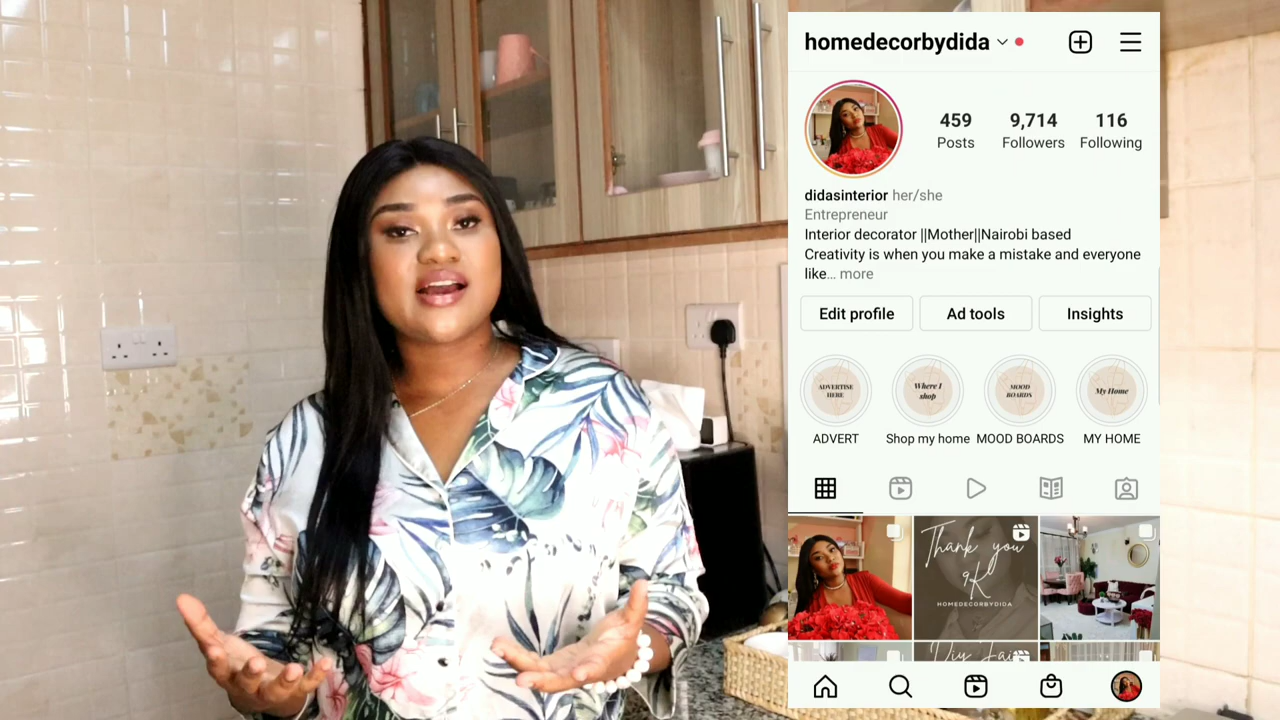 homedecorbydida
459
9,714
116
Posts
Followers
Following
didasinterior her/she
Entrepreneur
Interior decorator ||Mother||Nairobi based
Creativity is when you make a mistake and everyone
like... more
Edit profile
Ad tools
Insights
ADVERTISE
HERE
Where I
shop
MOOD
BOARDS
My Home
ADVERT
Shop my home
MOOD BOARDS
MY HOME
Thank you
9K
HOMEDECORBYDIDA